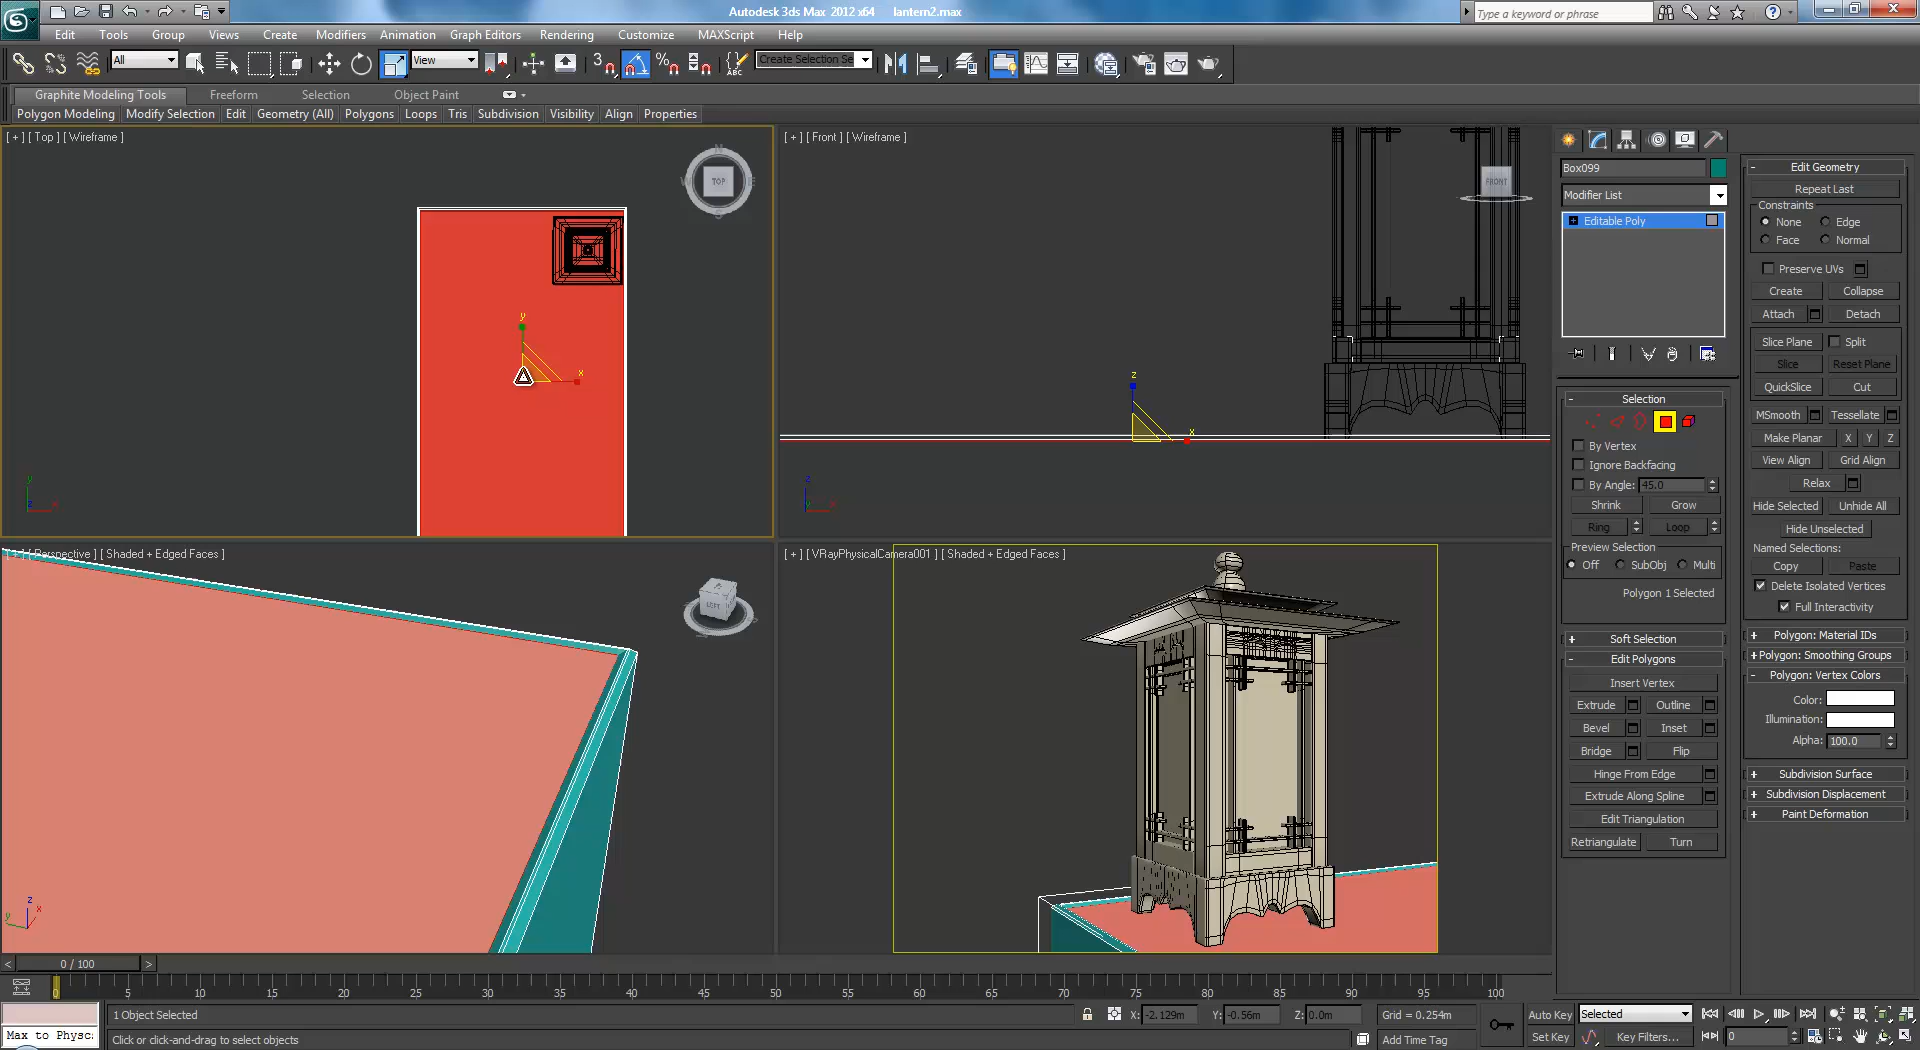 Autodesk 3ds Max 2012 x64 lantern2.max
Type a keyword or phrase
Edit Tools Group Views Create Modifiers Animation Graph Editors Rendering Customize MAXScript Help
All View 3 Create Selection Se
Graphite Modeling Tools Freeform Selection Object Paint
Polygon Modeling Modify Selection Edit Geometry (All) Polygons Loops Tris Subdivision Visibility Align Properties
[ + ] [ Top ] [ Wireframe ]
TOP
y
x
[ + ] [ Front ] [ Wireframe ]
FRONT
z
x
[ + ] [ Perspective ] [ Shaded + Edged Faces ]
LEFT
z
x
y
[ + ] [ VRayPhysicalCamera001 ] [ Shaded + Edged Faces ]
Box099
Modifier List
Editable Poly
Selection
By Vertex
Ignore Backfacing
By Angle: 45.0
Shrink Grow
Ring Loop
Preview Selection
Off SubObj Multi
Polygon 1 Selected
Soft Selection
Edit Polygons
Insert Vertex
Extrude Outline
Bevel Inset
Bridge Flip
Hinge From Edge
Extrude Along Spline
Edit Triangulation
Retriangulate Turn
Edit Geometry
Repeat Last
Constraints
None Edge
Face Normal
Preserve UVs
Create Collapse
Attach Detach
Slice Plane Split
Slice Reset Plane
QuickSlice Cut
MSmooth Tessellate
Make Planar X Y Z
View Align Grid Align
Relax
Hide Selected Unhide All
Hide Unselected
Named Selections:
Copy Paste
Delete Isolated Vertices
Full Interactivity
Polygon: Material IDs
Polygon: Smoothing Groups
Polygon: Vertex Colors
Color:
Illumination:
Alpha: 100.0
Subdivision Surface
Subdivision Displacement
Paint Deformation
< 0 / 100 >
0 5 10 15 20 25 30 35 40 45 50 55 60 65 70 75 80 85 90 95 100
1 Object Selected X: -2.129m Y: -0.56m Z: 0.0m Grid = 0.254m Auto Key Selected
Max to Physc Click or click-and-drag to select objects Add Time Tag Set Key Key Filters... 0